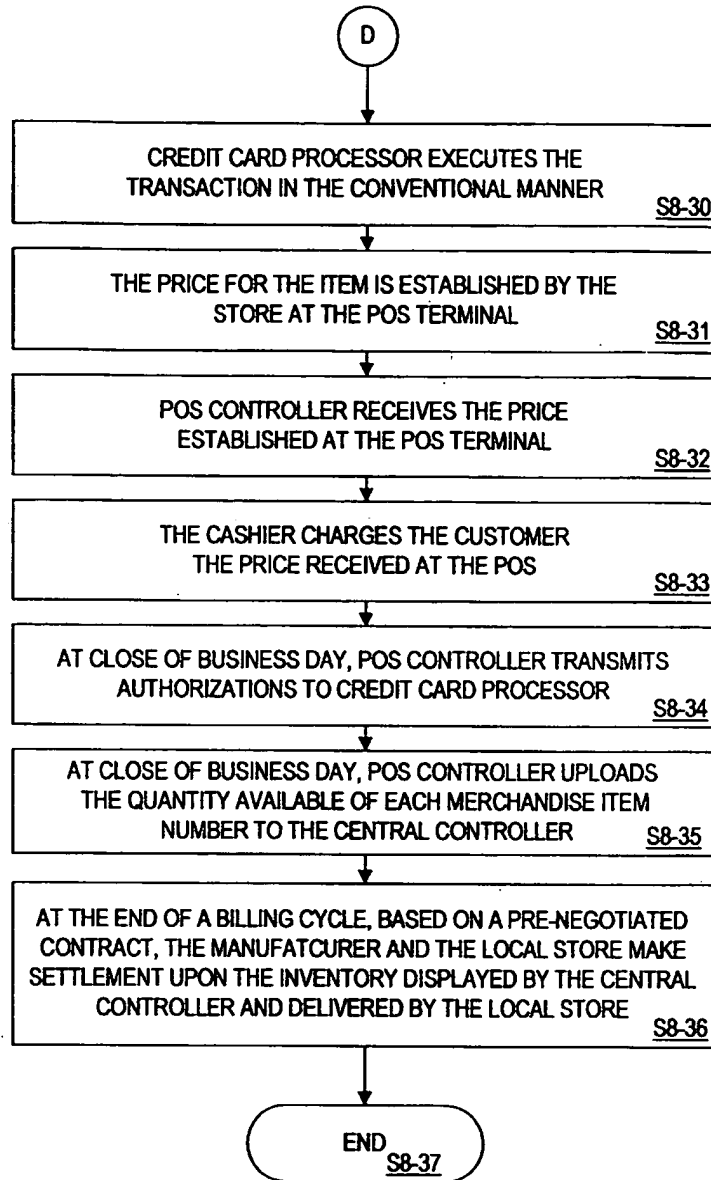 D
CREDIT CARD PROCESSOR EXECUTES THE
TRANSACTION IN THE CONVENTIONAL MANNER
S8-30
THE PRICE FOR THE ITEM IS ESTABLISHED BY THE
STORE AT THE POS TERMINAL
S8-31
POS CONTROLLER RECEIVES THE PRICE
ESTABLISHED AT THE POS TERMINAL
S8-32
THE CASHIER CHARGES THE CUSTOMER
THE PRICE RECEIVED AT THE POS
S8-33
AT CLOSE OF BUSINESS DAY, POS CONTROLLER TRANSMITS
AUTHORIZATIONS TO CREDIT CARD PROCESSOR
S8-34
AT CLOSE OF BUSINESS DAY, POS CONTROLLER UPLOADS
THE QUANTITY AVAILABLE OF EACH MERCHANDISE ITEM
NUMBER TO THE CENTRAL CONTROLLER
S8-35
AT THE END OF A BILLING CYCLE, BASED ON A PRE-NEGOTIATED
CONTRACT, THE MANUFATCURER AND THE LOCAL STORE MAKE
SETTLEMENT UPON THE INVENTORY DISPLAYED BY THE CENTRAL
CONTROLLER AND DELIVERED BY THE LOCAL STORE
S8-36
END
S8-37